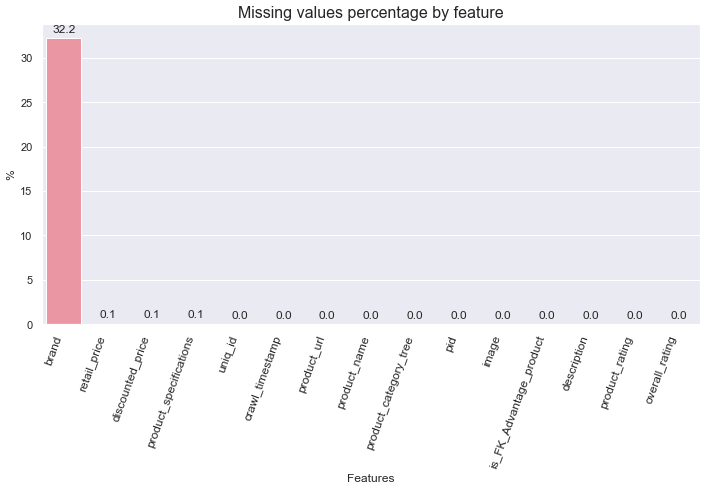 Missing values percentage by feature
%
30
25
20
15
10
5
0
32.2
0.1
0.1
0.1
0.0
0.0
0.0
0.0
0.0
0.0
0.0
0.0
0.0
0.0
0.0
brand
retail_price
discounted_price
product_specifications
uniq_id
crawl_timestamp
product_url
product_name
product_category_tree
pid
image
is_FK_Advantage_product
description
product_rating
overall_rating
Features